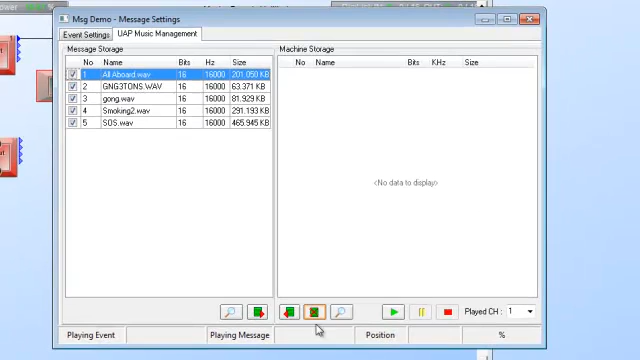 Msg Demo - Message Settings
Event Settings UAP Music Management
Message Storage
No Name Bits Hz Size
1 All Aboard.wav 16 16000 201.050 KB
2 GNG3TONS.WAV 16 16000 63.371 KB
3 gong.wav 16 16000 81.929 KB
4 Smoking2.wav 16 16000 291.193 KB
5 SOS.wav 16 16000 465.945 KB
Machine Storage
No Name Bits KHz Size
<No data to display>
Played CH : 1
Playing Event Playing Message Position %